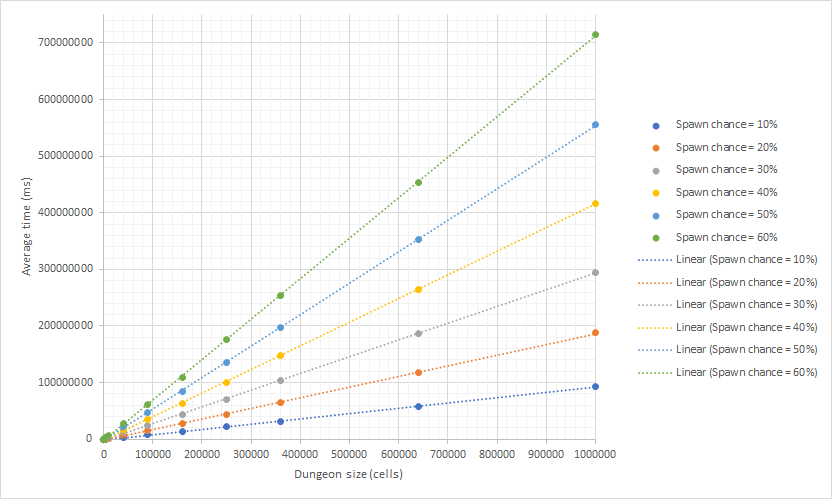 700000000
600000000
500000000
400000000
300000000
200000000
100000000
0
Average time (ms)
0 100000 200000 300000 400000 500000 600000 700000 800000 900000 1000000
Dungeon size (cells)
Spawn chance = 10%
Spawn chance = 20%
Spawn chance = 30%
Spawn chance = 40%
Spawn chance = 50%
Spawn chance = 60%
Linear (Spawn chance = 10%)
Linear (Spawn chance = 20%)
Linear (Spawn chance = 30%)
Linear (Spawn chance = 40%)
Linear (Spawn chance = 50%)
Linear (Spawn chance = 60%)